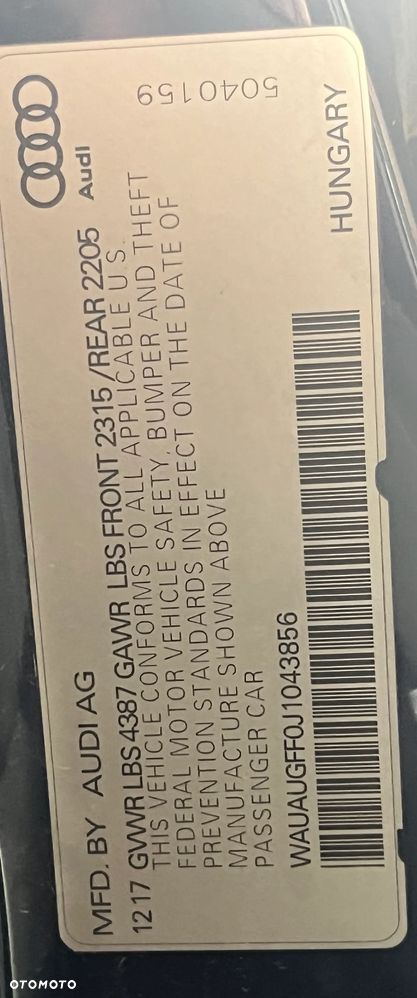 MFD. BY AUDI AG
Audi
1217 GVWR LBS 4387 GAWR LBS FRONT 2315 /REAR 2205
THIS VEHICLE CONFORMS TO ALL APPLICABLE U.S.
FEDERAL MOTOR VEHICLE SAFETY, BUMPER AND THEFT
PREVENTION STANDARDS IN EFFECT ON THE DATE OF
MANUFACTURE SHOWN ABOVE
PASSENGER CAR
5040159
WAUAUGFF0J1043856
HUNGARY
OTOMOTO